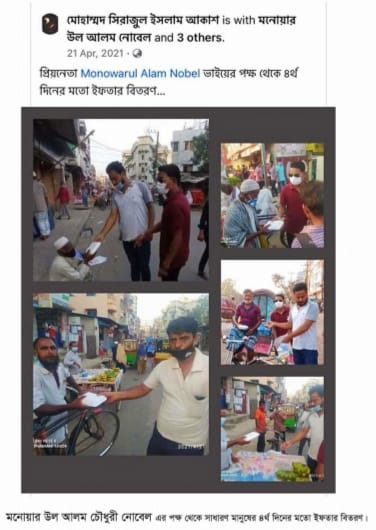 মোহাম্মদ সিরাজুল ইসলাম আকাশ is with মনোয়ার
উল আলম নোবেল and 3 others.
21 Apr, 2021 ·
প্রিয়নেতা Monowarul Alam Nobel ভাইয়ের পক্ষ থেকে ৪র্থ
দিনের মতো ইফতার বিতরণ...
মনোয়ার উল আলম চৌধুরী নোবেল এর পক্ষ থেকে সাধারণ মানুষের ৪র্থ দিনের মতো ইফতার বিতরণ।